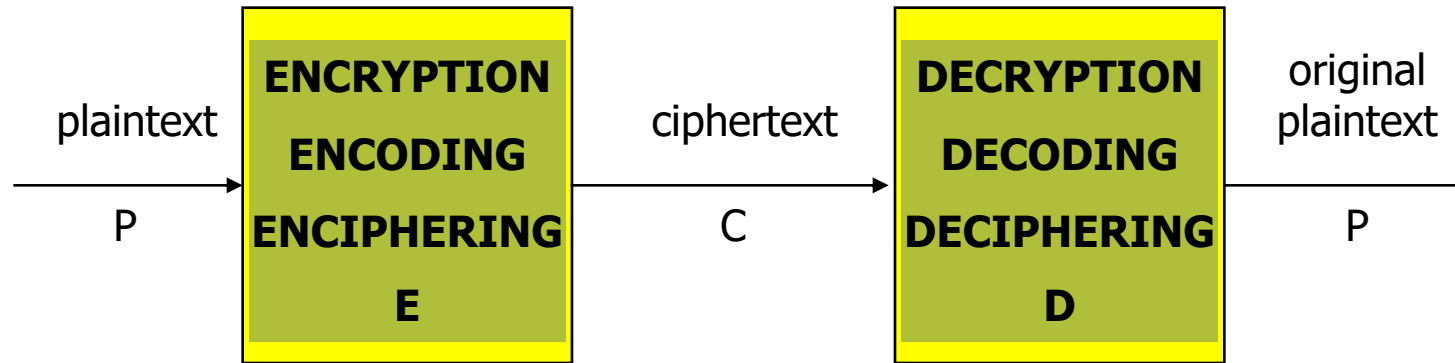 plaintext
P
ENCRYPTION
ENCODING
ENCIPHERING
E
ciphertext
C
DECRYPTION
DECODING
DECIPHERING
D
original
plaintext
P